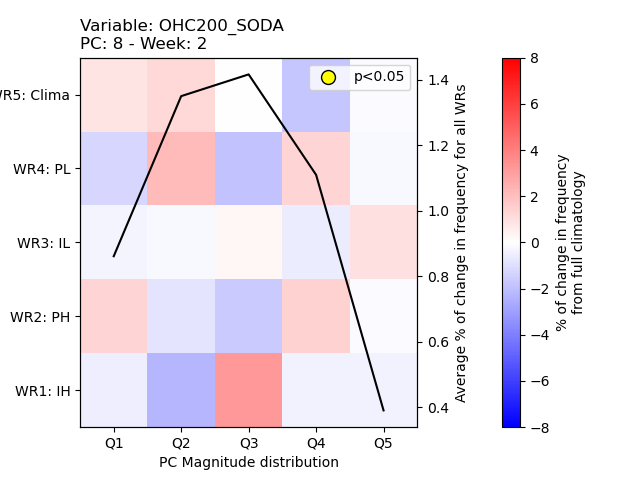 Variable: OHC200_SODA
PC: 8 - Week: 2
p<0.05
WR5: Clima
WR4: PL
WR3: IL
WR2: PH
WR1: IH
Q1 Q2 Q3 Q4 Q5
PC Magnitude distribution
1.4
1.2
1.0
0.8
0.6
0.4
Average % of change in frequency for all WRs
8
6
4
2
0
−2
−4
−6
−8
% of change in frequency
from full climatology